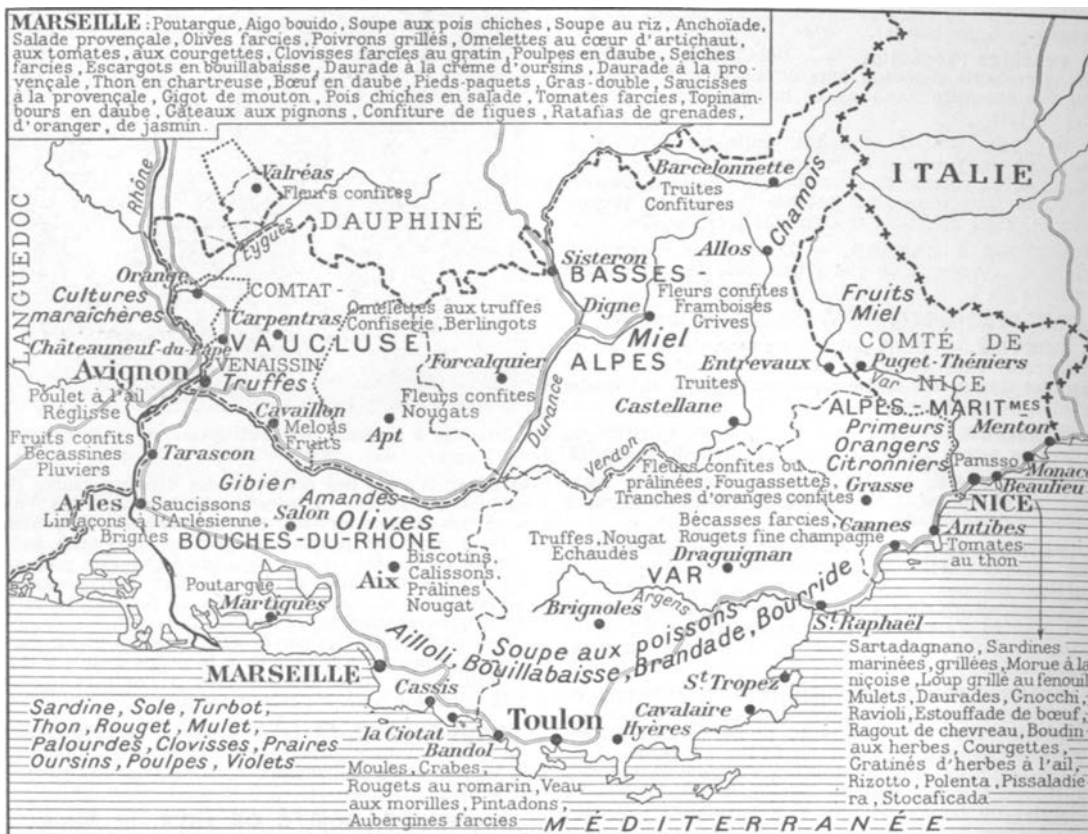 MARSEILLE : Poutargue, Aigo bouido, Soupe aux pois chiches, Soupe au riz, Anchoïade,
Salade provençale, Olives farcies, Poivrons grillés, Omelettes au cœur d'artichaut,
aux tomates, aux courgettes, Clovisses farcies au gratin, Poulpes en daube, Seiches
farcies, Escargots en bouillabaisse, Daurade à la crème d'oursins, Daurade à la pro-
vençale, Thon en chartreuse, Bœuf en daube, Pieds-paquets, Gras-double, Saucisses
à la provençale, Gigot de mouton, Pois chiches en salade, Tomates farcies, Topinam-
bours en daube, Gâteaux aux pignons, Confiture de figues, Ratafias de grenades,
d'oranger, de jasmin.
LANGUEDOC
Rhône
Valréas
Fleurs confites
DAUPHINÉ
Eygues
Barcelonnette
Truites
Confitures
Chamois
ITALIE
Allos
Sisteron
BASSES-
ALPES
Digne
Fleurs confites
Framboises
Grives
Miel
Orange
Cultures
maraîchères
COMTAT-
VENAISSIN
Omelettes aux truffes
Confiserie, Berlingots
Carpentras
VAUCLUSE
Châteauneuf-du-Pape
Avignon
Truffes
Poulet à l'ail
Réglisse
Forcalquier
Fleurs confites
Nougats
Apt
Cavaillon
Melons
Fruits
Durance
Entrevaux
Truites
Castellane
Verdon
Fruits
Miel
COMTÉ DE
NICE
Puget-Théniers
Var
ALPES-MARITMES
Primeurs
Orangers
Citronniers
Menton
Panisso
Monaco
Beaulieu
NICE
Fruits confits
Bécassines
Pluviers
Tarascon
Gibier
Arles
Saucissons
Limaçons à l'Arlésienne,
Brignes
Amandes
Salon
Olives
BOUCHES-DU-RHÔNE
Aix
Biscotins,
Calissons,
Prâlines
Nougat
Poutargue
Martigues
Fleurs confites ou
prâlinées, Fougassettes,
Tranches d'oranges confites
Grasse
Bécasses farcies,
Rougets fine champagne
Cannes
Antibes
Tomates
au thon
Truffes, Nougat
Echaudés
Draguignan
VAR
Argens
Brignoles
St Raphaël
Soupe aux poissons
Ailloli, Bouillabaisse, Brandade, Bourride
MARSEILLE
Cassis
la Ciotat
Bandol
Toulon
Hyères
Cavalaire
St Tropez
Sardine, Sole, Turbot,
Thon, Rouget, Mulet,
Palourdes, Clovisses, Praires
Oursins, Poulpes, Violets
Moules, Crabes,
Rougets au romarin, Veau
aux morilles, Pintadons,
Aubergines farcies
Sartadagnano, Sardines
marinées, grillées, Morue à la
niçoise, Loup grillé au fenouil
Mulets, Daurades, Gnocchi,
Ravioli, Estouffade de bœuf,
Ragout de chevreau, Boudin
aux herbes, Courgettes,
Gratinés d'herbes à l'ail,
Rizotto, Polenta, Pissaladie-
ra, Stocaficada
MÉDITERRANÉE